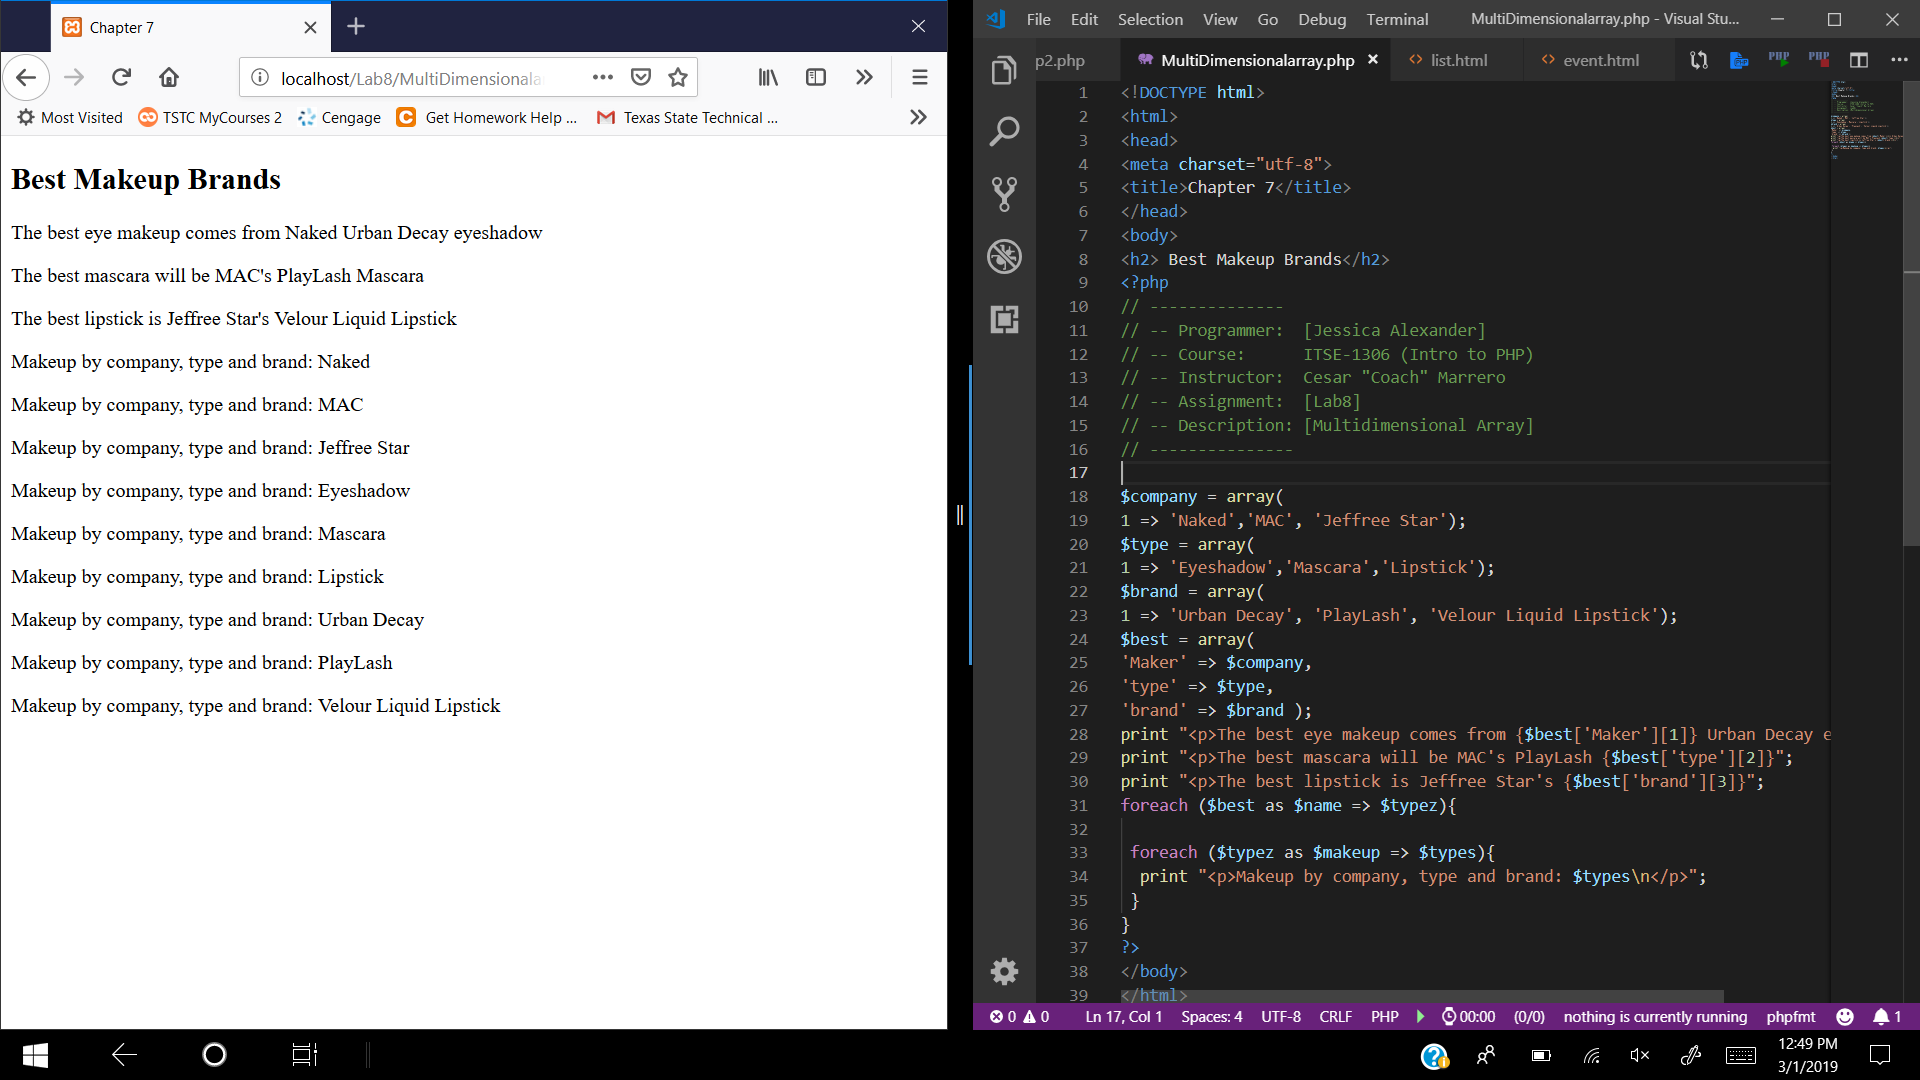 Chapter 7
localhost/Lab8/MultiDimensionala
Most Visited TSTC MyCourses 2 Cengage Get Homework Help ... Texas State Technical ...
Best Makeup Brands
The best eye makeup comes from Naked Urban Decay eyeshadow
The best mascara will be MAC's PlayLash Mascara
The best lipstick is Jeffree Star's Velour Liquid Lipstick
Makeup by company, type and brand: Naked
Makeup by company, type and brand: MAC
Makeup by company, type and brand: Jeffree Star
Makeup by company, type and brand: Eyeshadow
Makeup by company, type and brand: Mascara
Makeup by company, type and brand: Lipstick
Makeup by company, type and brand: Urban Decay
Makeup by company, type and brand: PlayLash
Makeup by company, type and brand: Velour Liquid Lipstick
File Edit Selection View Go Debug Terminal MultiDimensionalarray.php - Visual Stu...
p2.php MultiDimensionalarray.php list.html event.html PHP PHP
1 <!DOCTYPE html>
2 <html>
3 <head>
4 <meta charset="utf-8">
5 <title>Chapter 7</title>
6 </head>
7 <body>
8 <h2> Best Makeup Brands</h2>
9 <?php
10 // --------------
11 // -- Programmer:  [Jessica Alexander]
12 // -- Course:      ITSE-1306 (Intro to PHP)
13 // -- Instructor:  Cesar "Coach" Marrero
14 // -- Assignment:  [Lab8]
15 // -- Description: [Multidimensional Array]
16 // ---------------
17
18 $company = array(
19 1 => 'Naked','MAC', 'Jeffree Star');
20 $type = array(
21 1 => 'Eyeshadow','Mascara','Lipstick');
22 $brand = array(
23 1 => 'Urban Decay', 'PlayLash', 'Velour Liquid Lipstick');
24 $best = array(
25 'Maker' => $company,
26 'type' => $type,
27 'brand' => $brand );
28 print "<p>The best eye makeup comes from {$best['Maker'][1]} Urban Decay e
29 print "<p>The best mascara will be MAC's PlayLash {$best['type'][2]}";
30 print "<p>The best lipstick is Jeffree Star's {$best['brand'][3]}";
31 foreach ($best as $name => $typez){
32
33 foreach ($typez as $makeup => $types){
34 print "<p>Makeup by company, type and brand: $types\n</p>";
35 }
36 }
37 ?>
38 </body>
39 </html>
0 0 Ln 17, Col 1 Spaces: 4 UTF-8 CRLF PHP 00:00 (0/0) nothing is currently running phpfmt 1
12:49 PM
3/1/2019